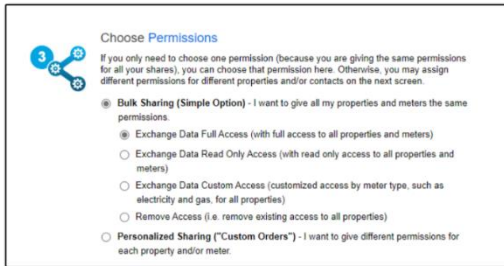 3
Choose Permissions
If you only need to choose one permission (because you are giving the same permissions
for all your shares), you can choose that permission here. Otherwise, you may assign
different permissions for different properties and/or contacts on the next screen.
Bulk Sharing (Simple Option) - I want to give all my properties and meters the same
permissions.
Exchange Data Full Access (with full access to all properties and meters)
Exchange Data Read Only Access (with read only access to all properties and
meters)
Exchange Data Custom Access (customized access by meter type, such as
electricity and gas, for all properties)
Remove Access (i.e. remove existing access to all properties)
Personalized Sharing ("Custom Orders") - I want to give different permissions for
each property and/or meter.